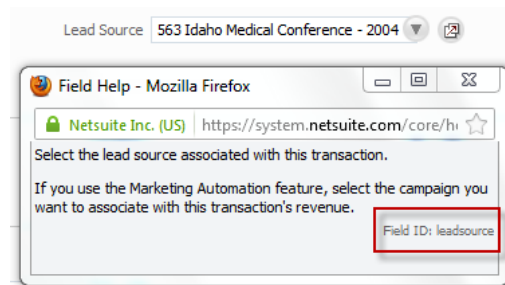 Lead Source 563 Idaho Medical Conference - 2004
Field Help - Mozilla Firefox
Netsuite Inc. (US) https://system.netsuite.com/core/h
Select the lead source associated with this transaction.
If you use the Marketing Automation feature, select the campaign you
want to associate with this transaction's revenue.
Field ID: leadsource